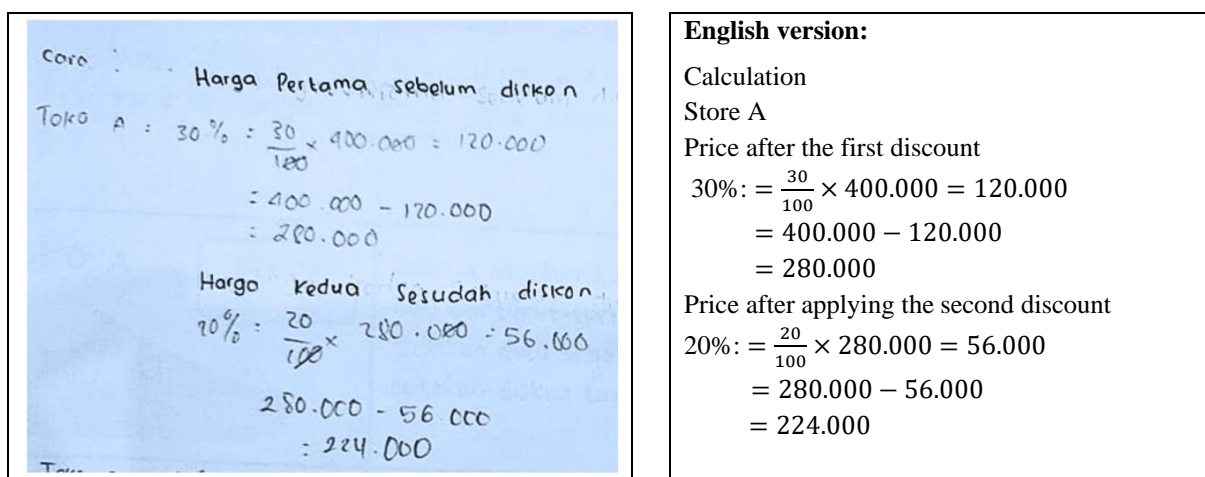 Cara :
Harga Pertama sebelum diskon
Toko A : 30% = 30/100 × 400.000 = 120.000
= 400.000 - 120.000
= 280.000
Harga kedua sesudah diskon
20% = 20/100 × 280.000 = 56.000
280.000 - 56.000
= 224.000
English version:
Calculation
Store A
Price after the first discount
30%: = 30/100 × 400.000 = 120.000
= 400.000 − 120.000
= 280.000
Price after applying the second discount
20%: = 20/100 × 280.000 = 56.000
= 280.000 − 56.000
= 224.000